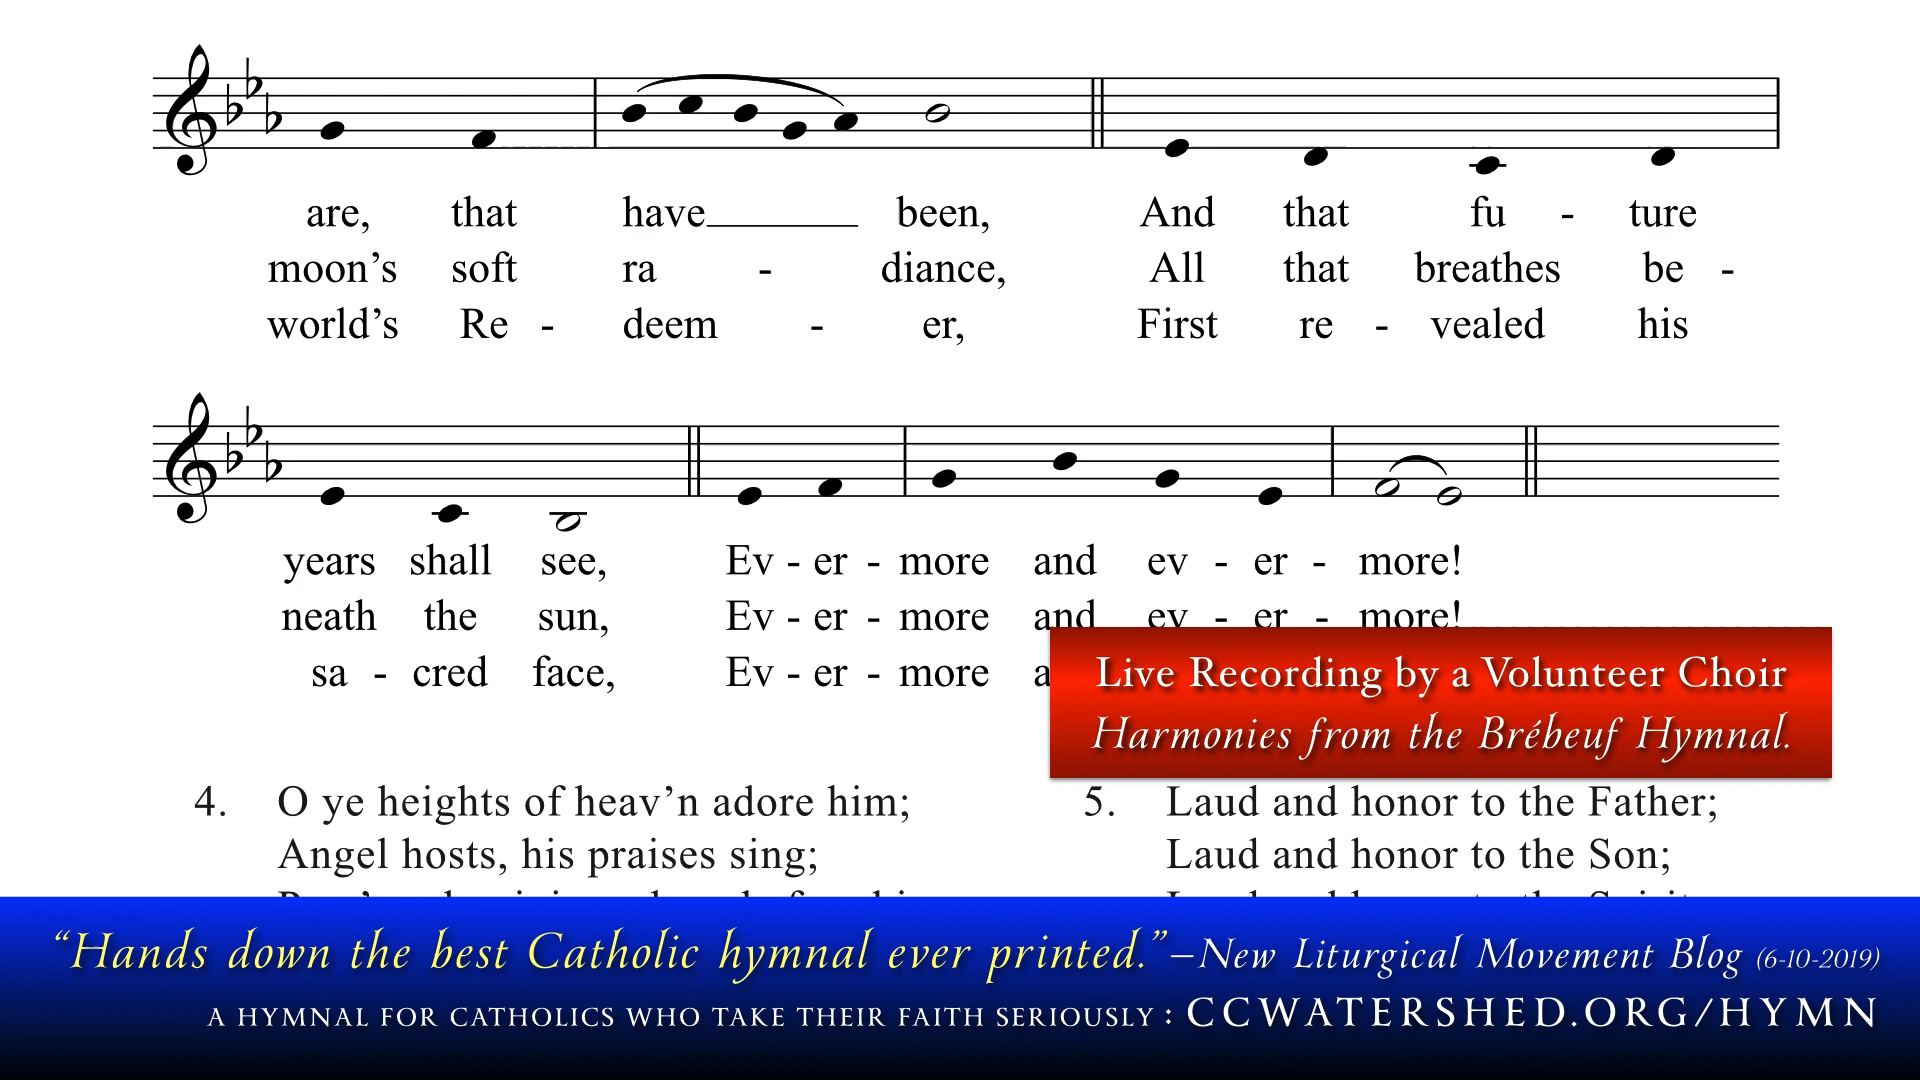 are, that have been, And that fu - ture
moon’s soft ra - diance, All that breathes be -
world’s Re - deem - er, First re - vealed his
years shall see, Ev - er - more and ev - er - more!
neath the sun, Ev - er - more and ev - er - more!
sa - cred face, Ev - er - more
Live Recording by a Volunteer Choir
Harmonies from the Brébeuf Hymnal.
4. O ye heights of heav’n adore him;
Angel hosts, his praises sing;
5. Laud and honor to the Father;
Laud and honor to the Son;
“Hands down the best Catholic hymnal ever printed.” –New Liturgical Movement Blog (6-10-2019)
A HYMNAL FOR CATHOLICS WHO TAKE THEIR FAITH SERIOUSLY : CCWATERSHED.ORG/HYMN